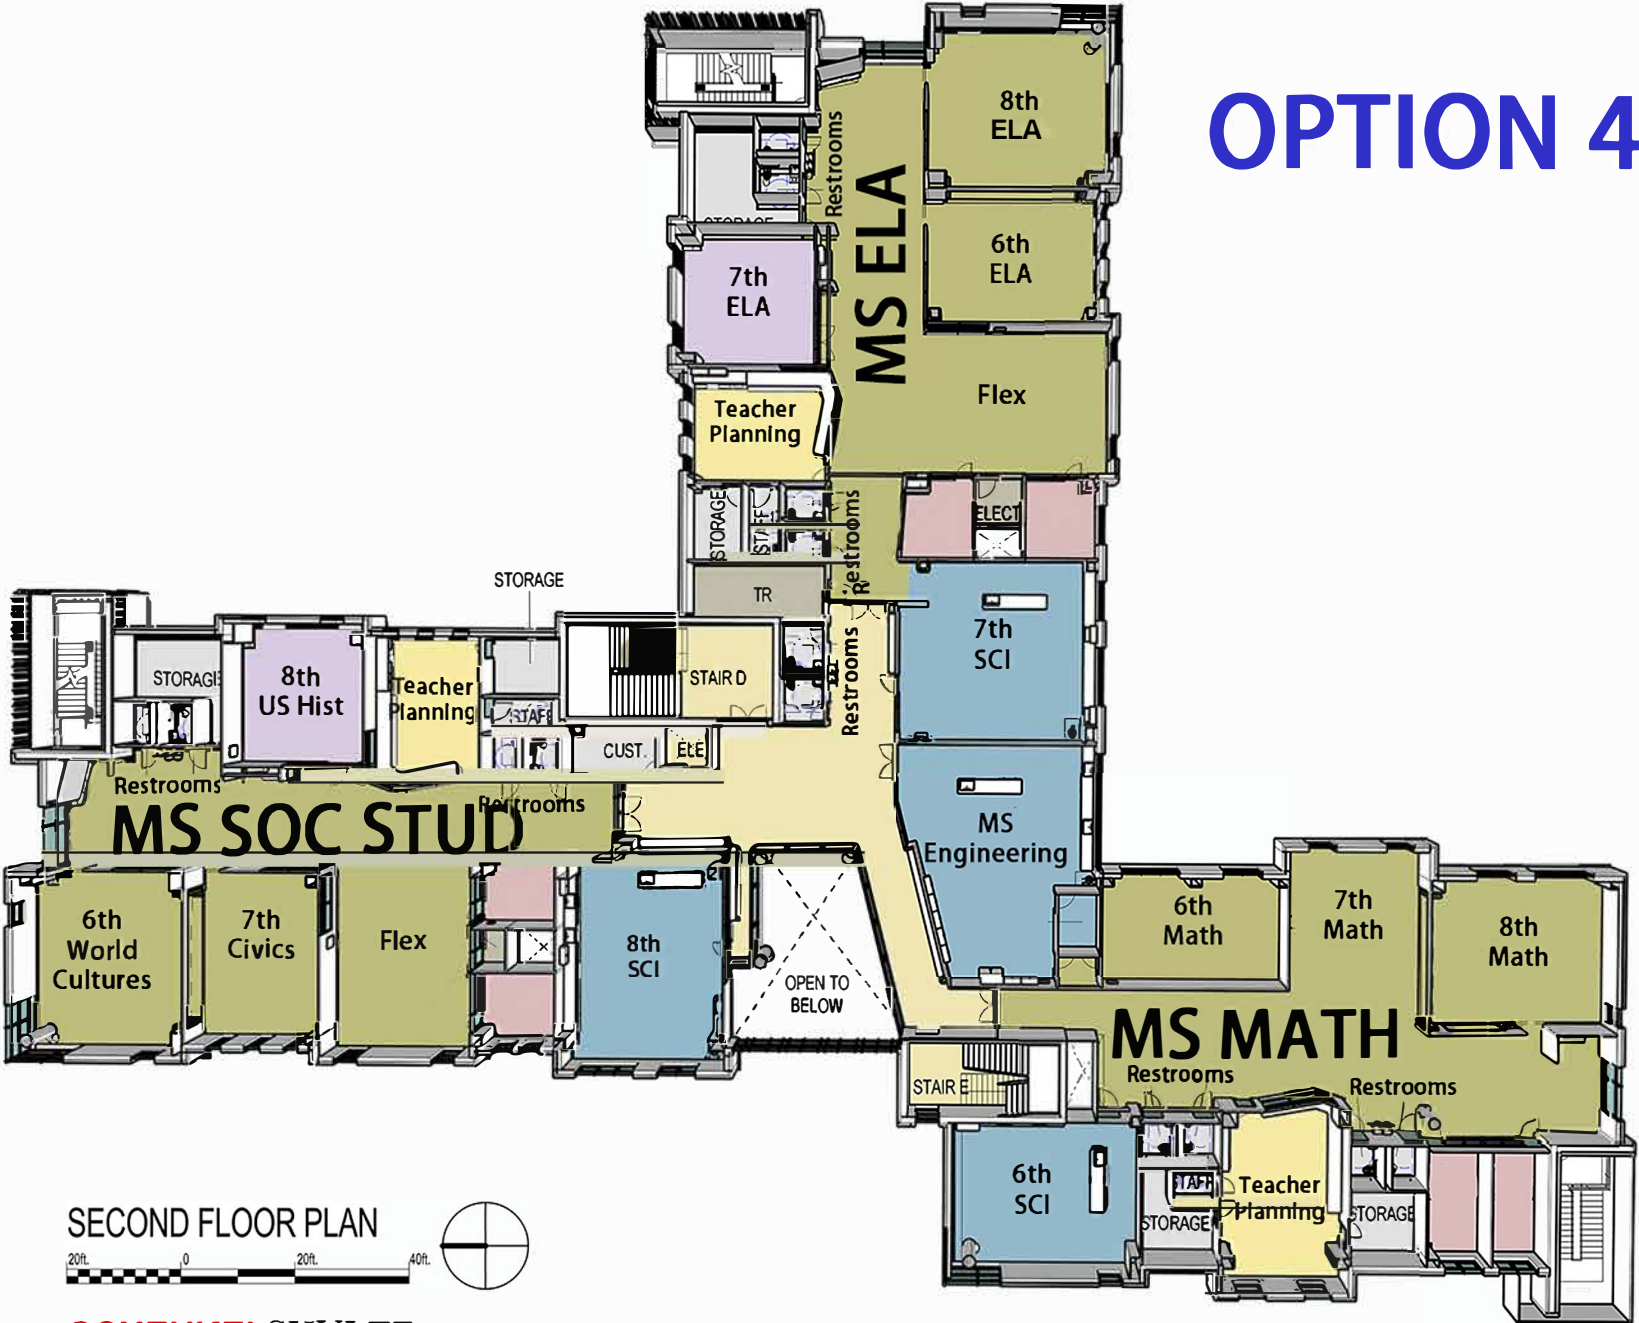 OPTION 4
8th
ELA
Restrooms
MS ELA
STORAGE
6th
ELA
7th
ELA
Flex
Teacher
Planning
STORAGE
STAFF
Restrooms
ELECT
TR
STORAGE
7th
SCI
Restrooms
STAIR D
STORAGE
8th
US Hist
Teacher
Planning
STAFF
CUST.
ELE
Restrooms
Restrooms
MS SOC STUD
MS
Engineering
6th
World
Cultures
7th
Civics
Flex
8th
SCI
OPEN TO
BELOW
6th
Math
7th
Math
8th
Math
MS MATH
Restrooms
Restrooms
STAIR E
6th
SCI
STAFF
STORAGE
Teacher
Planning
STORAGE
SECOND FLOOR PLAN
20ft. 0 20ft. 40ft.